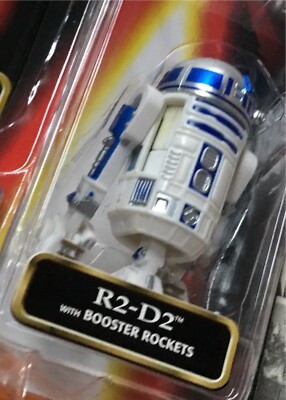 R2-D2™
WITH BOOSTER ROCKETS